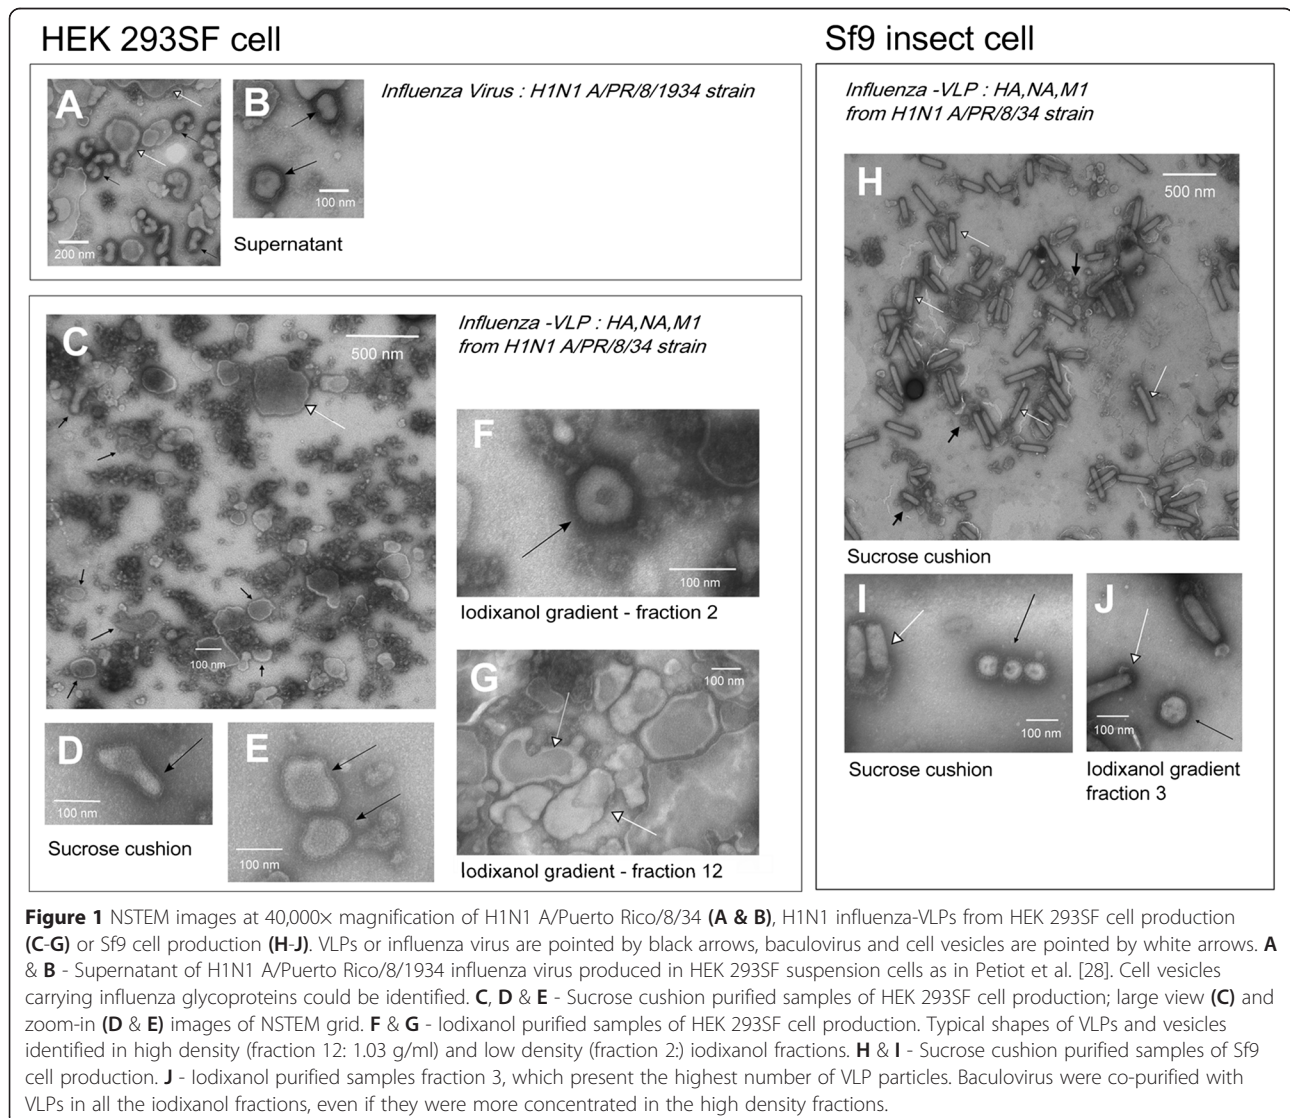 HEK 293SF cell
Sf9 insect cell
A
B
Influenza Virus : H1N1 A/PR/8/1934 strain
200 nm
100 nm
Supernatant
C
500 nm
Influenza -VLP : HA,NA,M1
from H1N1 A/PR/8/34 strain
100 nm
D
100 nm
Sucrose cushion
E
100 nm
F
100 nm
Iodixanol gradient - fraction 2
G
100 nm
Iodixanol gradient - fraction 12
Influenza -VLP : HA,NA,M1
from H1N1 A/PR/8/34 strain
H
500 nm
Sucrose cushion
I
100 nm
Sucrose cushion
J
100 nm
Iodixanol gradient
fraction 3
Figure 1 NSTEM images at 40,000× magnification of H1N1 A/Puerto Rico/8/34 (A & B), H1N1 influenza-VLPs from HEK 293SF cell production
(C-G) or Sf9 cell production (H-J). VLPs or influenza virus are pointed by black arrows, baculovirus and cell vesicles are pointed by white arrows. A
& B - Supernatant of H1N1 A/Puerto Rico/8/1934 influenza virus produced in HEK 293SF suspension cells as in Petiot et al. [28]. Cell vesicles
carrying influenza glycoproteins could be identified. C, D & E - Sucrose cushion purified samples of HEK 293SF cell production; large view (C) and
zoom-in (D & E) images of NSTEM grid. F & G - Iodixanol purified samples of HEK 293SF cell production. Typical shapes of VLPs and vesicles
identified in high density (fraction 12: 1.03 g/ml) and low density (fraction 2:) iodixanol fractions. H & I - Sucrose cushion purified samples of Sf9
cell production. J - Iodixanol purified samples fraction 3, which present the highest number of VLP particles. Baculovirus were co-purified with
VLPs in all the iodixanol fractions, even if they were more concentrated in the high density fractions.